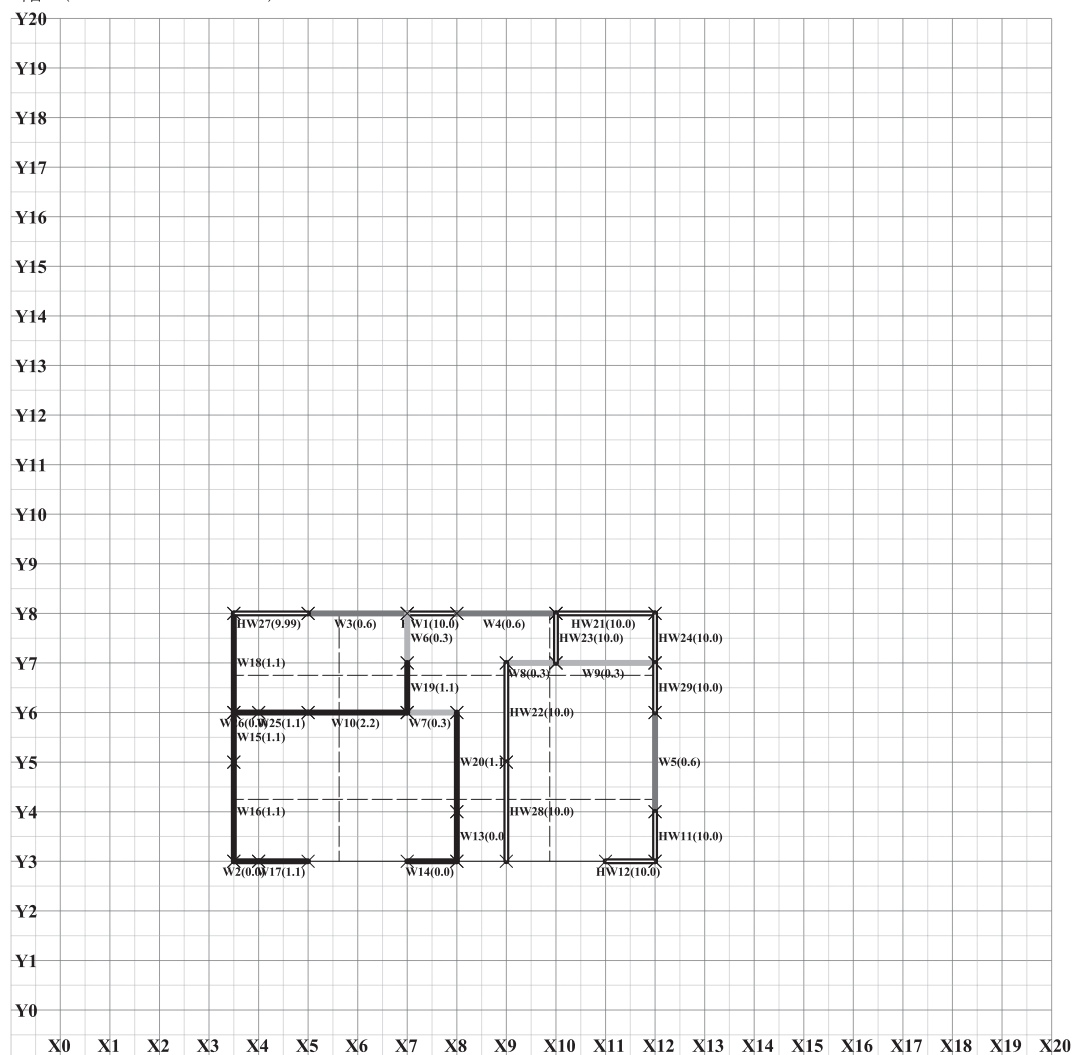 Y20
Y19
Y18
Y17
Y16
Y15
Y14
Y13
Y12
Y11
Y10
Y9
Y8
HW27(9.99) W3(0.6) W1(10.0) W4(0.6) HW21(10.0)
W6(0.3) HW23(10.0) HW24(10.0)
Y7 W18(1.1)
W8(0.3) W9(0.3)
W19(1.1) HW29(10.0)
Y6 HW22(10.0)
W25(1.1) W10(2.2) W7(0.3)
W15(1.1)
Y5 W20(1.1 W5(0.6)
Y4 W16(1.1) HW28(10.0)
W13(0.0 HW11(10.0)
Y3
W2(0.0) W17(1.1) W14(0.0) HW12(10.0)
Y2
Y1
Y0
X0 X1 X2 X3 X4 X5 X6 X7 X8 X9 X10 X11 X12 X13 X14 X15 X16 X17 X18 X19 X20